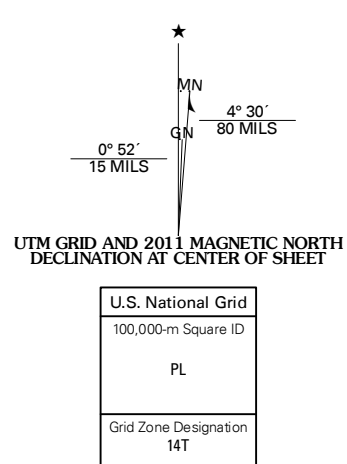 ★
MN
4° 30´
80 MILS
GN
0° 52´
15 MILS
UTM GRID AND 2011 MAGNETIC NORTH
DECLINATION AT CENTER OF SHEET
U.S. National Grid
100,000-m Square ID
PL
Grid Zone Designation
14T